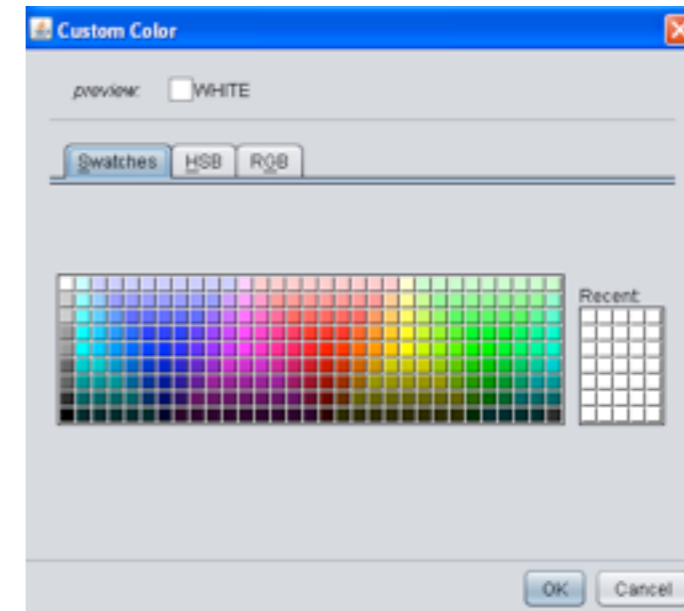 Custom Color
preview: WHITE
Swatches HSB RGB
Recent:
OK Cancel